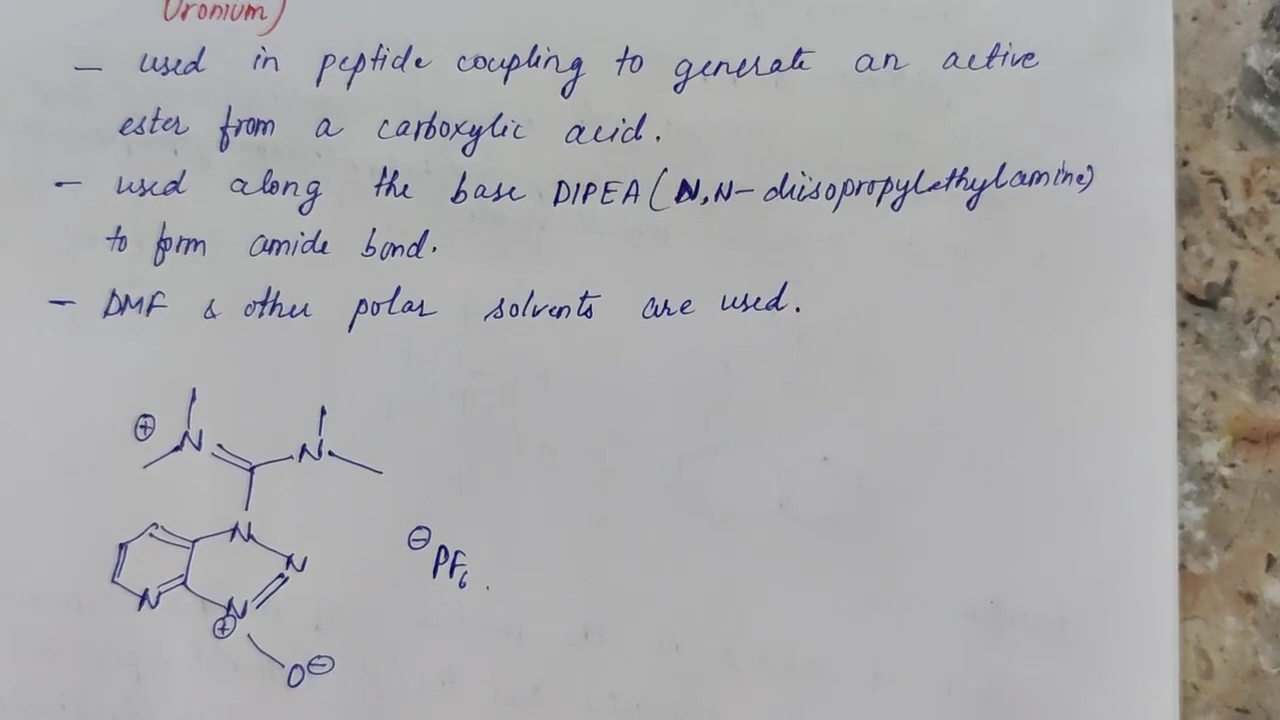 Uronium)
– used in peptide coupling to generate an active
ester from a carboxylic acid.
– used along the base DIPEA (N,N–diisopropylethylamine)
to form amide bond.
– DMF & other polar solvents are used.
⊕ N N
N
N
N N
⊕
O⊖
⊖PF₆.